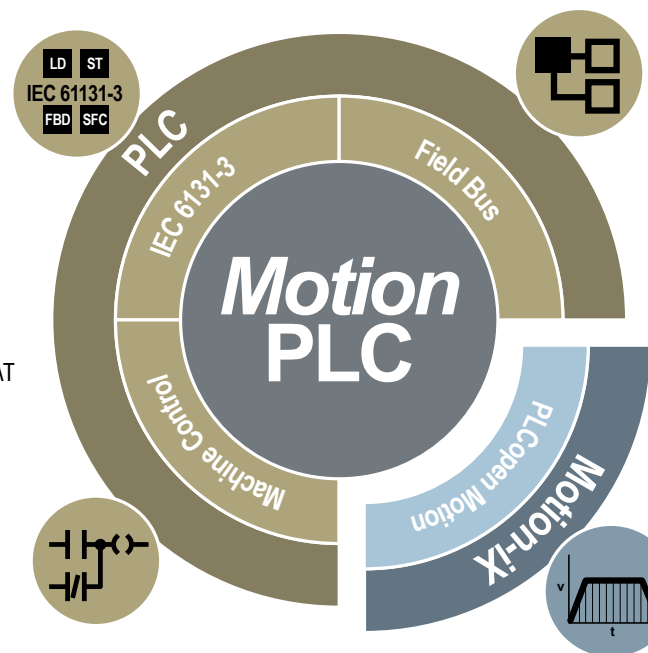 LD ST
IEC 61131-3
FBD SFC
PLC
IEC 6131-3
Field Bus
Motion
PLC
AT
Machine Control
PLCopen Motion
Motion-iX
v
t